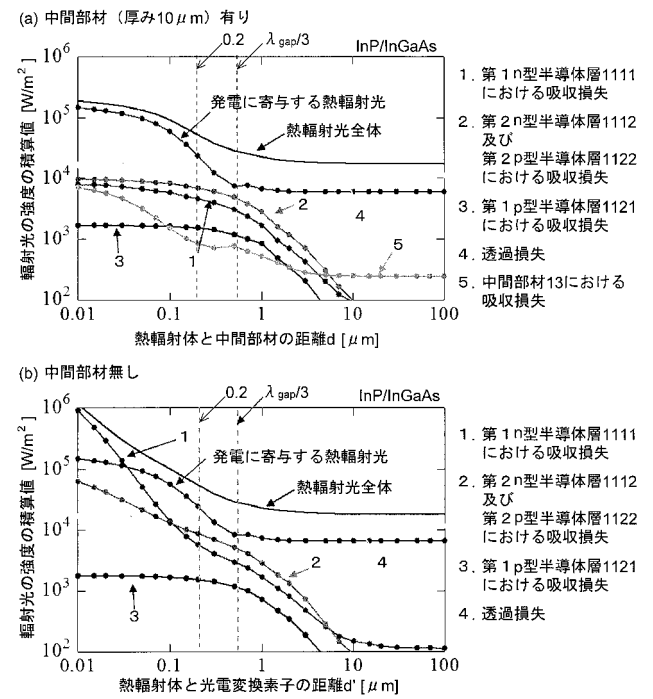 (a) 中間部材（厚み10μm）有り
0.2
λgap/3
InP/InGaAs
輻射光の強度の積算値 [W/m²]
10⁶
10⁵
10⁴
10³
10²
発電に寄与する熱輻射光
熱輻射光全体
2
4
5
3
1
0.01
0.1
1
10
100
熱輻射体と中間部材の距離d [μm]
1. 第1n型半導体層1111
における吸収損失
2. 第2n型半導体層1112
及び
第2p型半導体層1122
における吸収損失
3. 第1p型半導体層1121
における吸収損失
4. 透過損失
5. 中間部材13における
吸収損失
(b) 中間部材無し
0.2
λgap/3
InP/InGaAs
輻射光の強度の積算値 [W/m²]
10⁶
10⁵
10⁴
10³
10²
1
発電に寄与する熱輻射光
熱輻射光全体
2
4
3
0.01
0.1
1
10
100
熱輻射体と光電変換素子の距離d' [μm]
1. 第1n型半導体層1111
における吸収損失
2. 第2n型半導体層1112
及び
第2p型半導体層1122
における吸収損失
3. 第1p型半導体層1121
における吸収損失
4. 透過損失